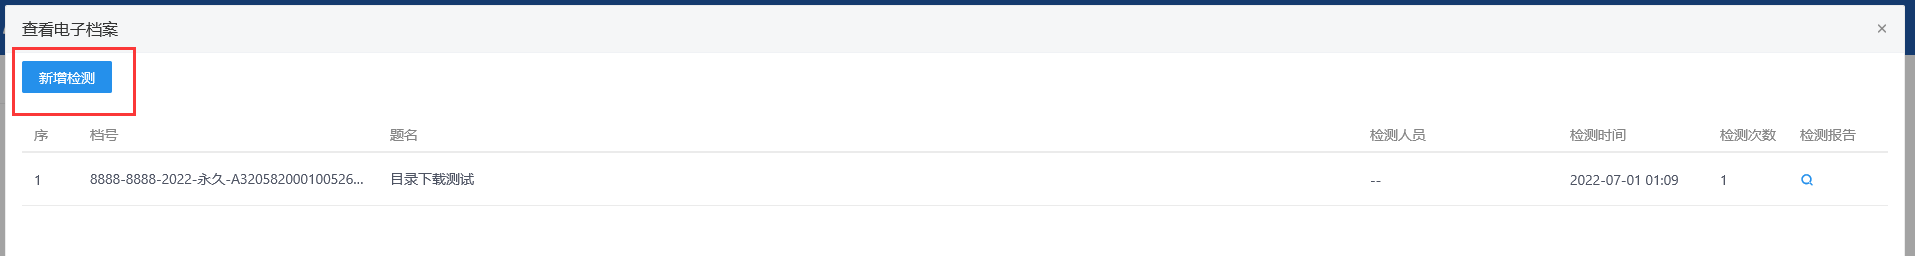 查看电子档案
新增检测
序 档号 题名 检测人员 检测时间 检测次数 检测报告
1 8888-8888-2022-永久-A320582000100526... 目录下载测试 -- 2022-07-01 01:09 1